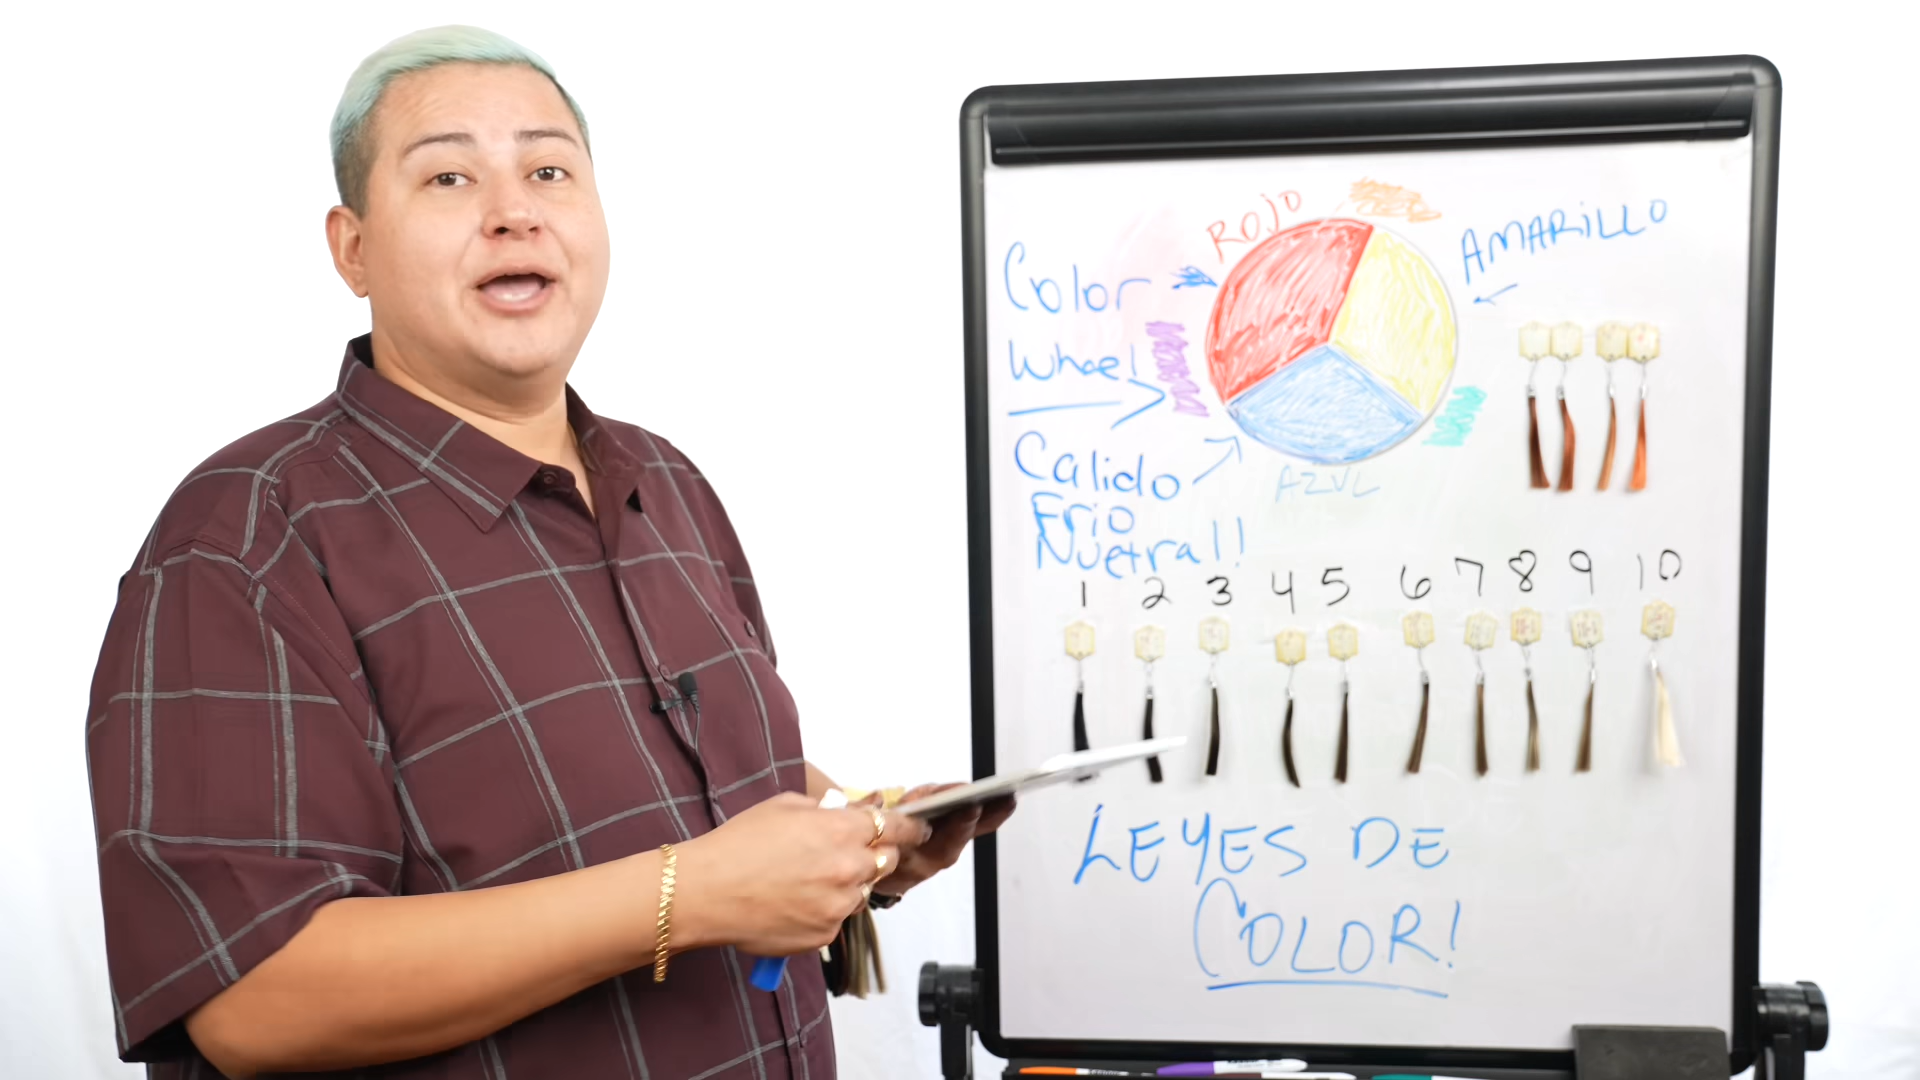 ROJO
AMARILLO
Color
Wheel
AZUL
Calido
Frio
Nuetral!!
1 2 3 4 5 6 7 8 9 10
LEYES DE
COLOR!